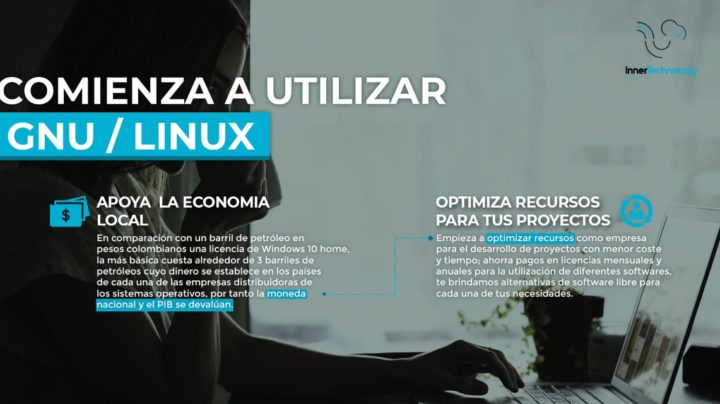 InnerTechnology
COMIENZA A UTILIZAR
GNU / LINUX
APOYA LA ECONOMIA
LOCAL
En comparación con un barril de petróleo en
pesos colombianos una licencia de Windows 10 home,
la más básica cuesta alrededor de 3 barriles de
petróleos cuyo dinero se establece en los países
de cada una de las empresas distribuidoras de
los sistemas operativos, por tanto la moneda
nacional y el PIB se devalúan.
OPTIMIZA RECURSOS
PARA TUS PROYECTOS
Empieza a optimizar recursos como empresa
para el desarrollo de proyectos con menor coste
y tiempo; ahorra pagos en licencias mensuales y
anuales para la utilización de diferentes softwares,
te brindamos alternativas de software libre para
cada una de tus necesidades.